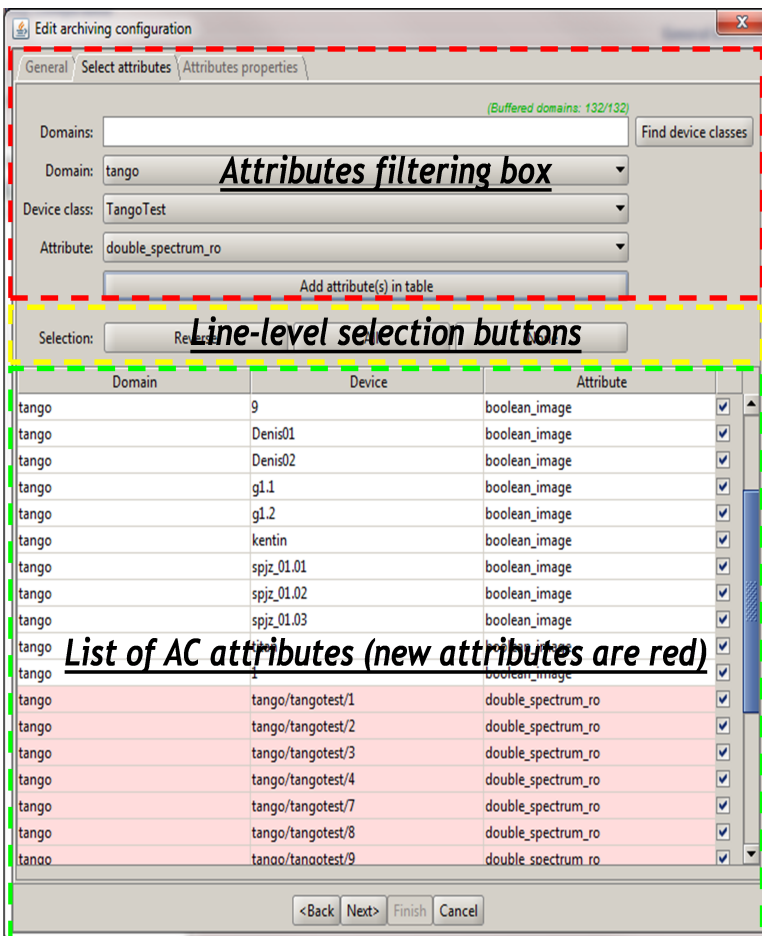 Edit archiving configuration
X
General Select attributes Attributes properties
(Buffered domains: 132/132)
Domains: Find device classes
Domain: tango
Attributes filtering box
Device class: TangoTest
Attribute: double_spectrum_ro
Add attribute(s) in table
Selection: Reverse
Line-level selection buttons
Domain Device Attribute
tango 9 boolean_image
tango Denis01 boolean_image
tango Denis02 boolean_image
tango g1.1 boolean_image
tango g1.2 boolean_image
tango kentin boolean_image
tango spjz_01.01 boolean_image
tango spjz_01.02 boolean_image
tango spjz_01.03 boolean_image
tango titan boolean_image
List of AC attributes (new attributes are red)
tango 1 boolean_image
tango tango/tangotest/1 double_spectrum_ro
tango tango/tangotest/2 double_spectrum_ro
tango tango/tangotest/3 double_spectrum_ro
tango tango/tangotest/4 double_spectrum_ro
tango tango/tangotest/7 double_spectrum_ro
tango tango/tangotest/8 double_spectrum_ro
tango tango/tangotest/9 double_spectrum_ro
<Back Next> Finish Cancel